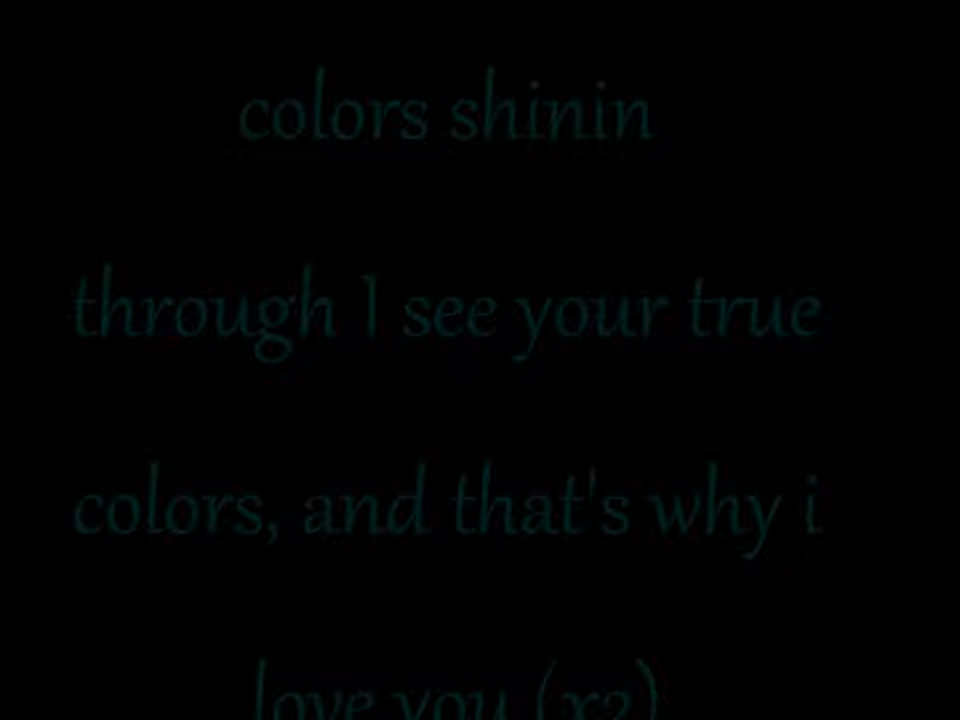 colors shinin
through I see your true
colors, and that's why i
love you (x2)